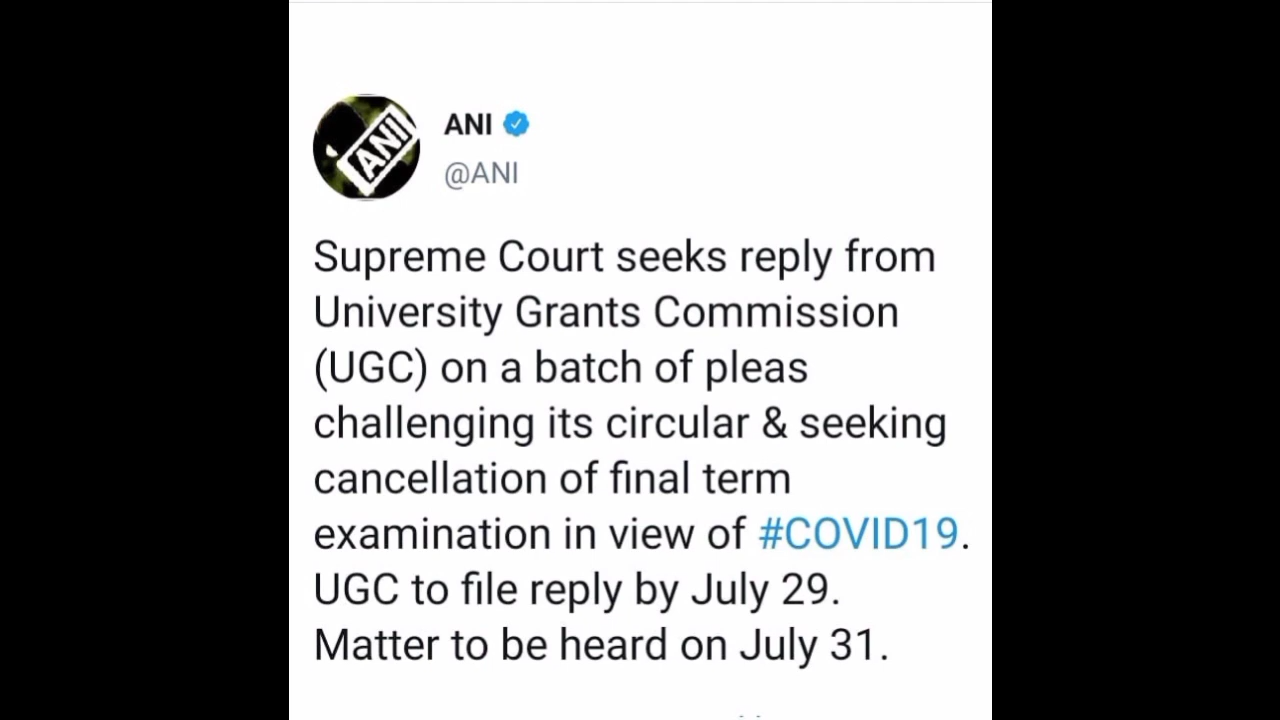 ANI
ANI
@ANI
Supreme Court seeks reply from
University Grants Commission
(UGC) on a batch of pleas
challenging its circular & seeking
cancellation of final term
examination in view of #COVID19.
UGC to file reply by July 29.
Matter to be heard on July 31.